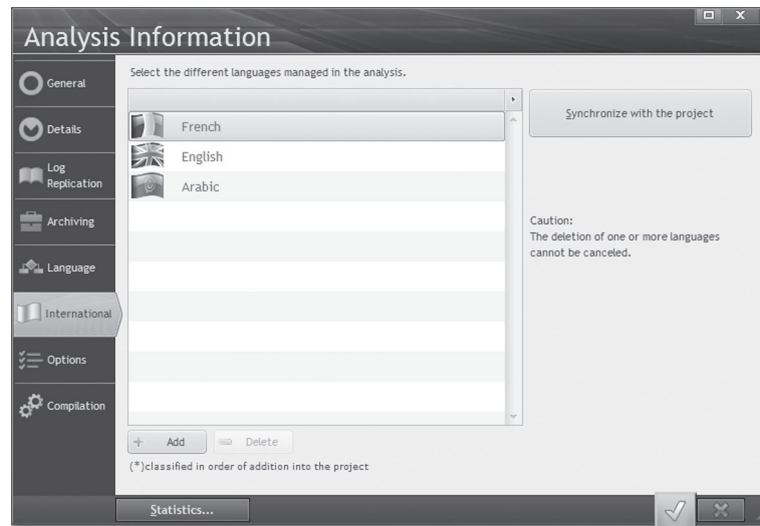 Analysis Information
General
Details
Log
Replication
Archiving
Language
International
Options
Compilation
Select the different languages managed in the analysis.
French
English
Arabic
Add
Delete
(*)classified in order of addition into the project
Synchronize with the project
Caution:
The deletion of one or more languages
cannot be canceled.
Statistics...